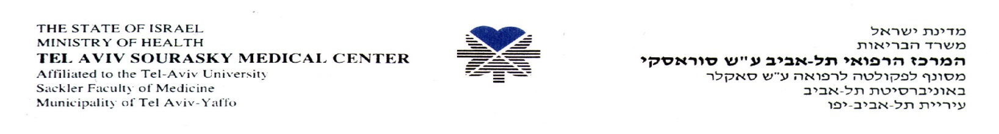 THE STATE OF ISRAEL
MINISTRY OF HEALTH
TEL AVIV SOURASKY MEDICAL CENTER
Affiliated to the Tel-Aviv University
Sackler Faculty of Medicine
Municipality of Tel Aviv-Yaffo
מדינת ישראל
משרד הבריאות
המרכז הרפואי תל-אביב ע"ש סוראסקי
מסונף לפקולטה לרפואה ע"ש סאקלר
באוניברסיטת תל-אביב
עיריית תל-אביב-יפו